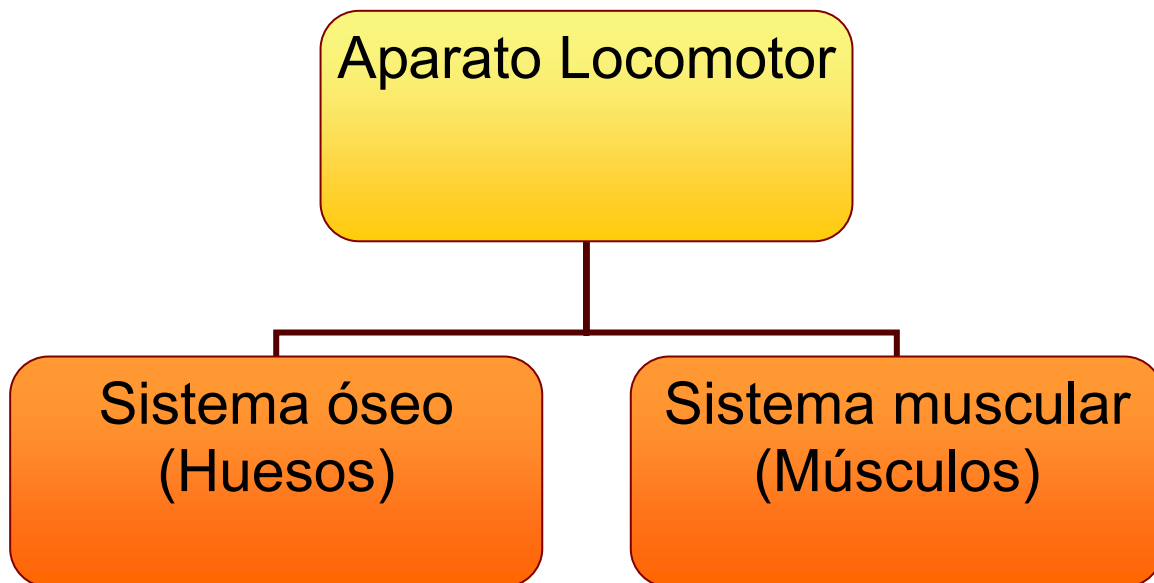 Aparato Locomotor
Sistema óseo
(Huesos)
Sistema muscular
(Músculos)